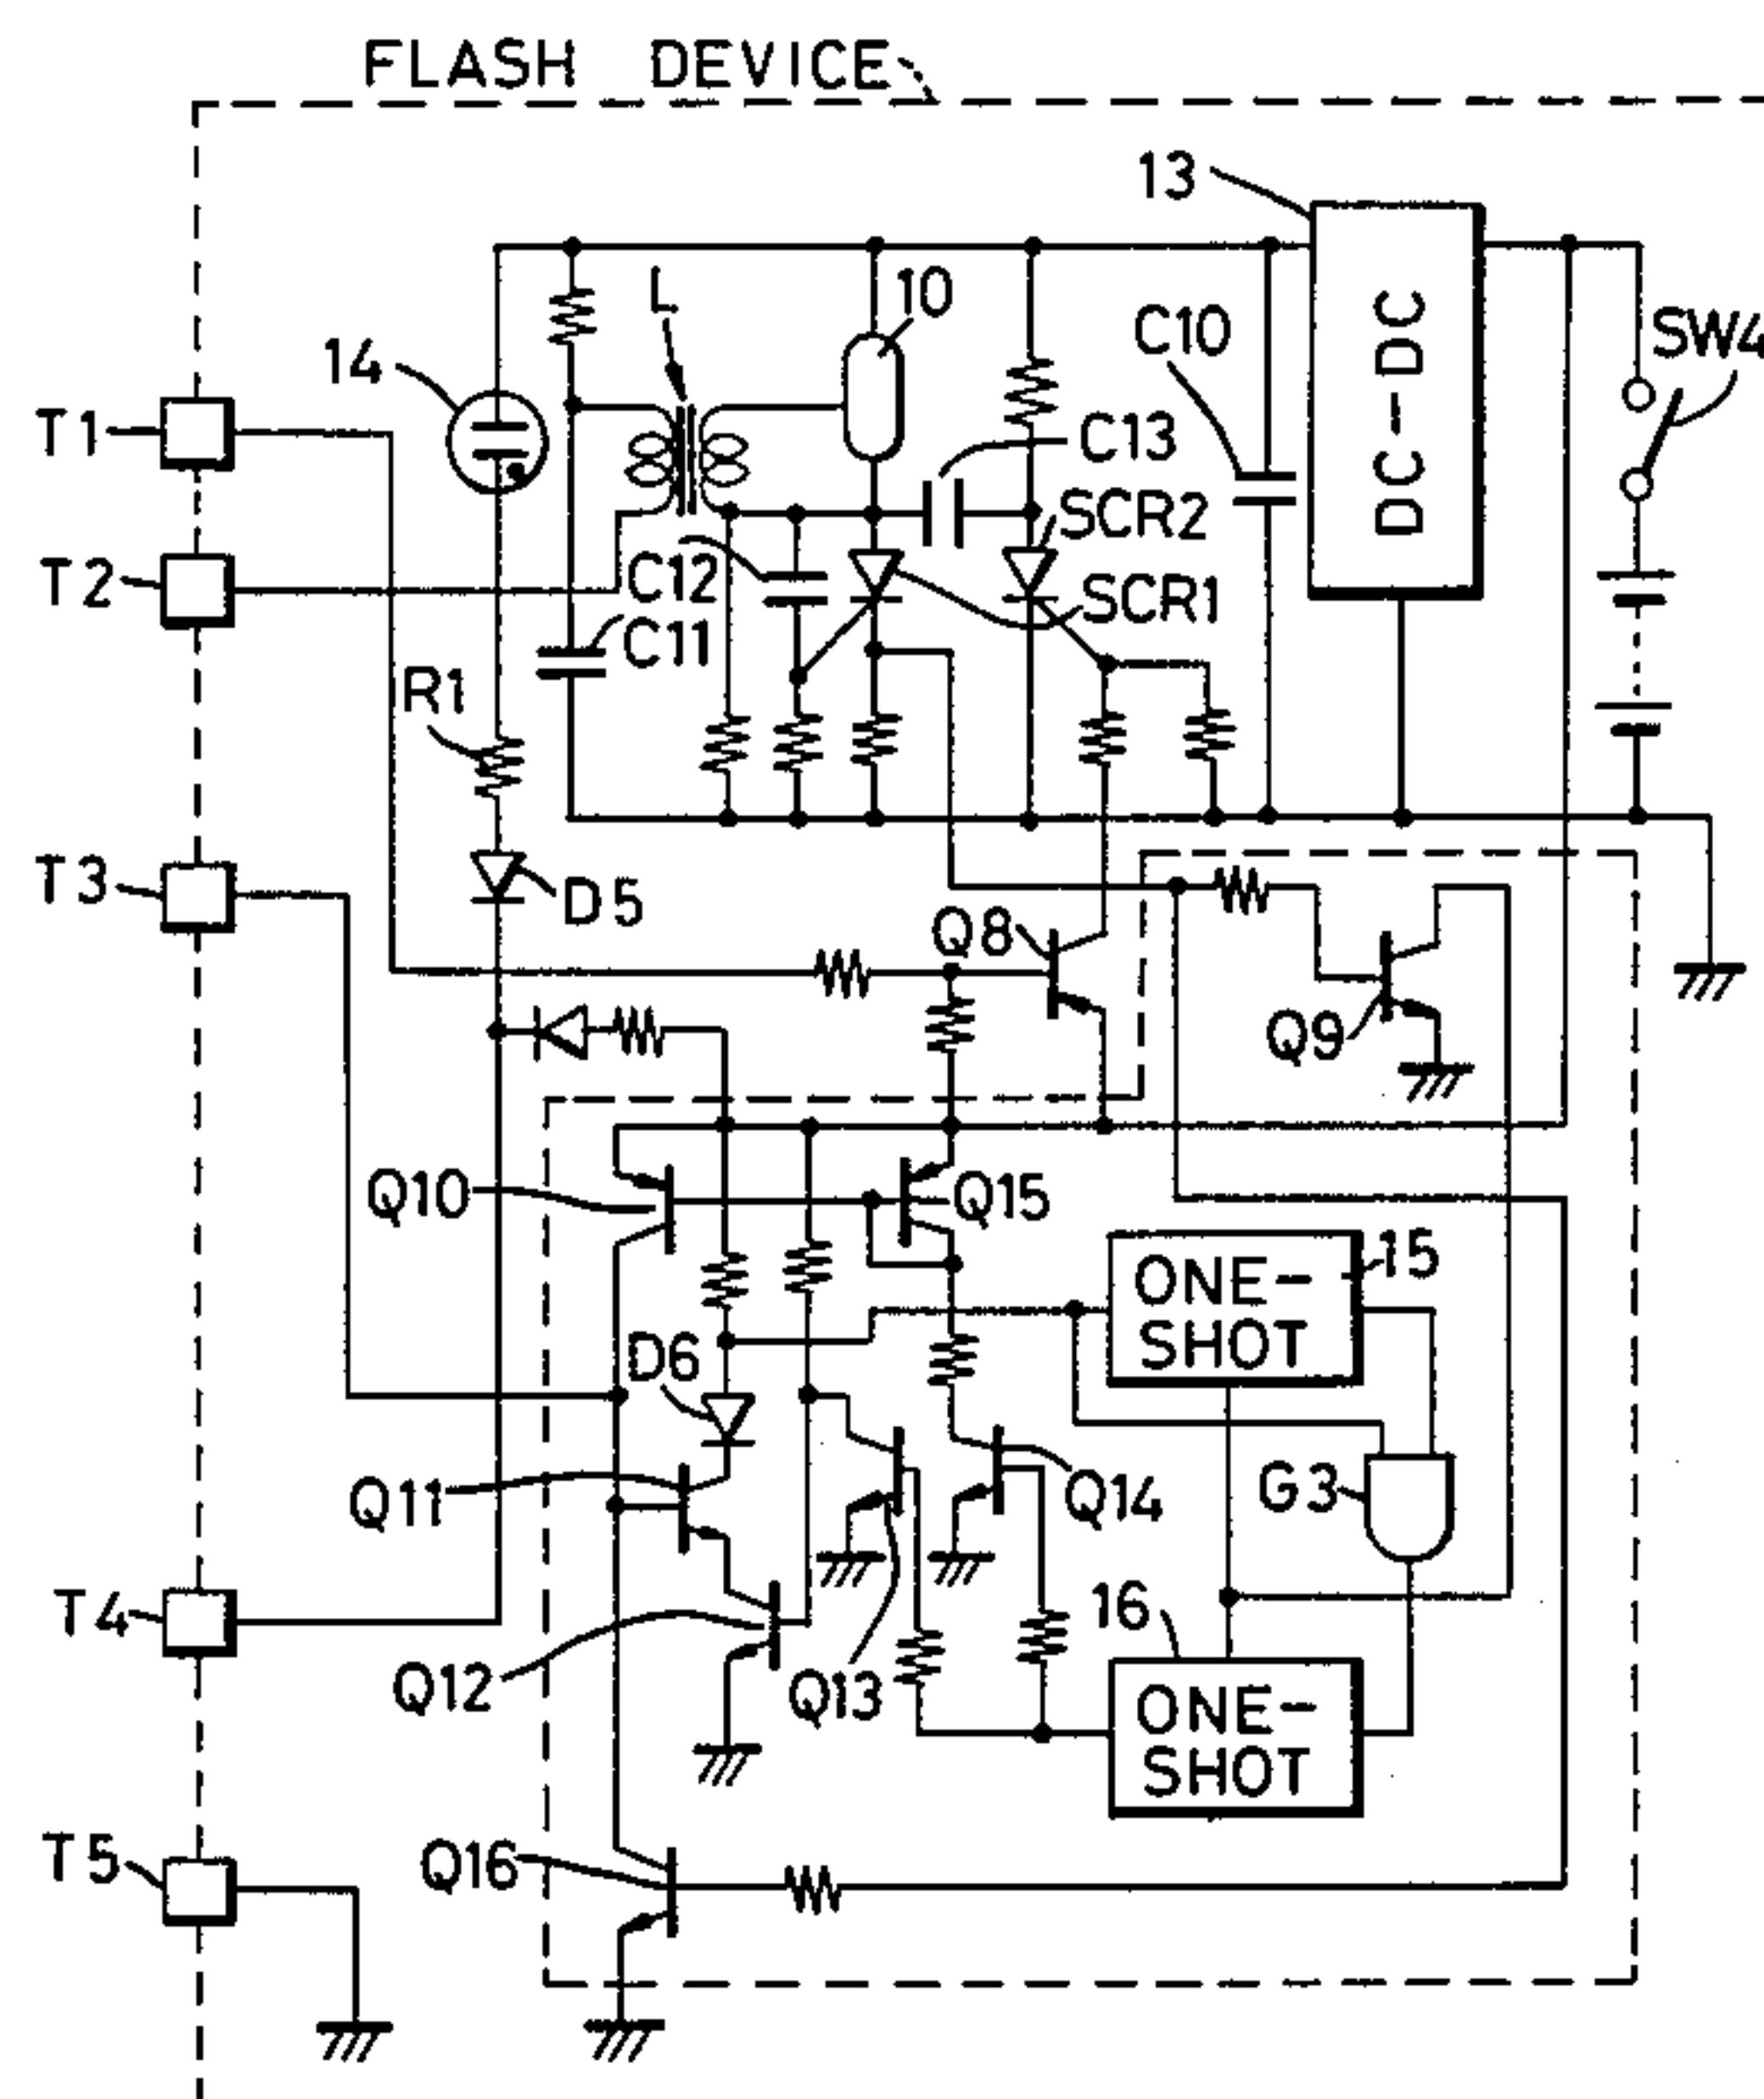 FLASH DEVICE
13
L
10
C10
DC-DC
SW4
14
T1
C13
SCR2
T2
C12
SCR1
C11
R1
T3
D5
Q8
Q9
Q10
Q15
ONE-
SHOT
15
D6
Q11
Q14
G3
T4
16
Q12
Q13
ONE-
SHOT
T5
Q16